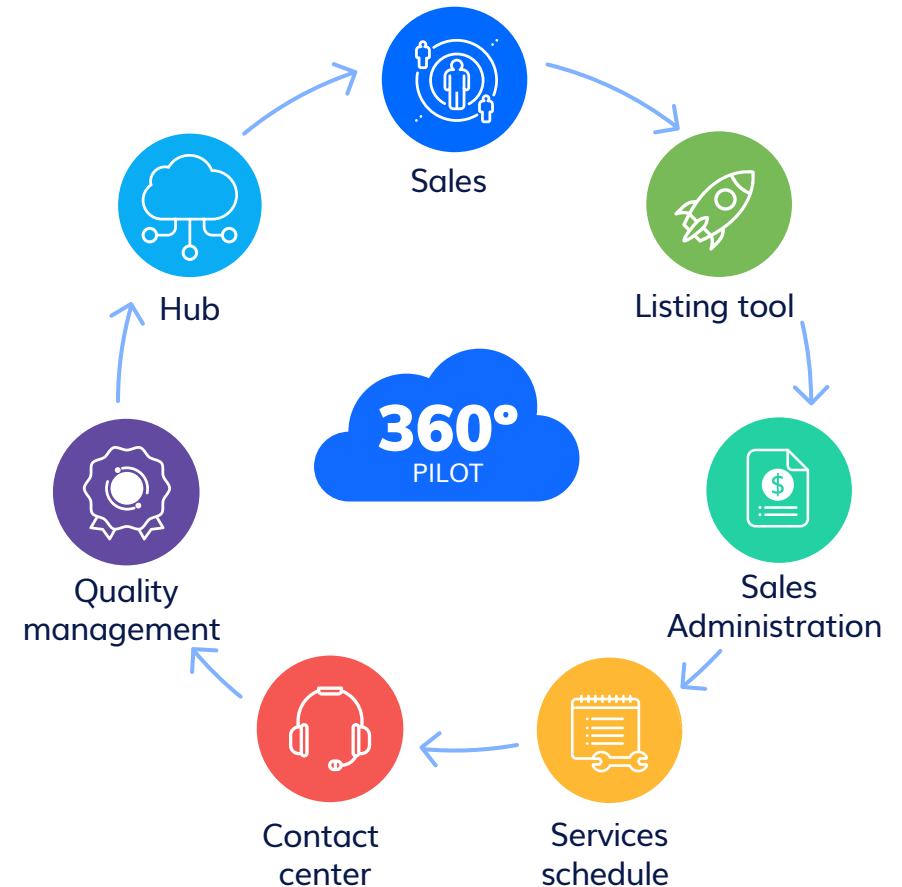 Sales
Listing tool
Sales
Administration
Services
schedule
Contact
center
Quality
management
Hub
360°
PILOT
$